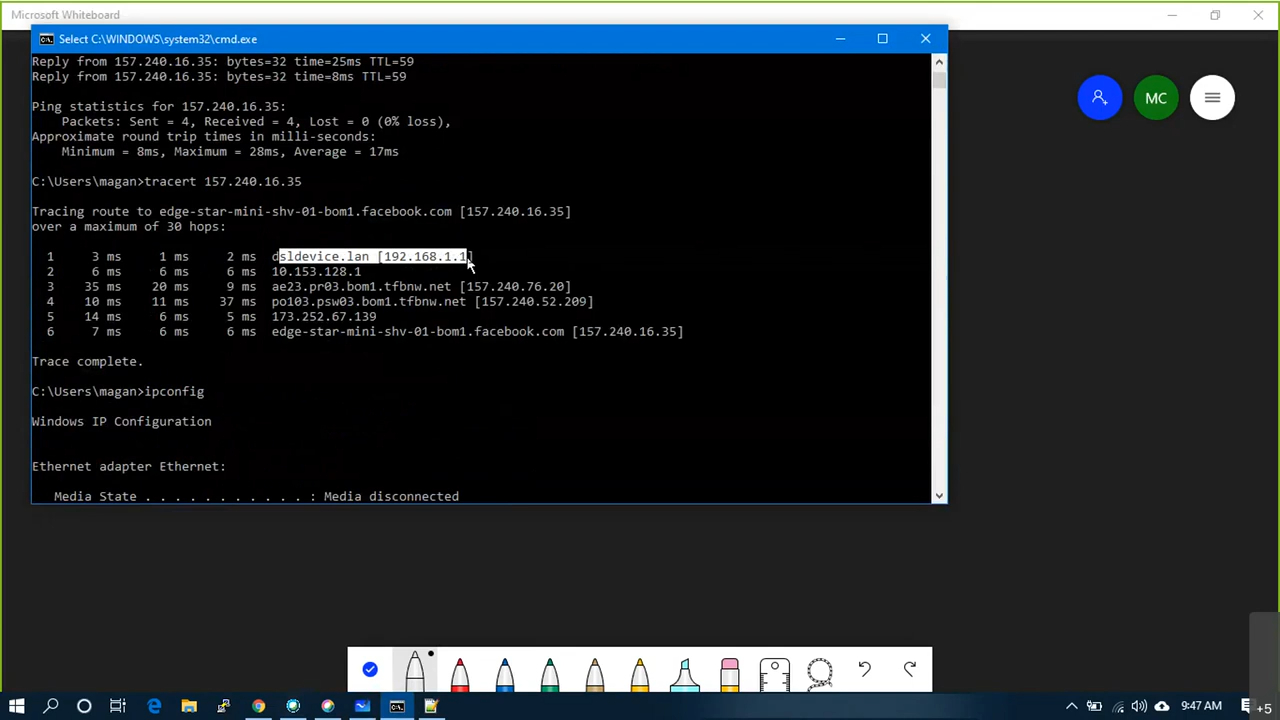 Microsoft Whiteboard
Select C:\WINDOWS\system32\cmd.exe
Reply from 157.240.16.35: bytes=32 time=25ms TTL=59
Reply from 157.240.16.35: bytes=32 time=8ms TTL=59
Ping statistics for 157.240.16.35:
Packets: Sent = 4, Received = 4, Lost = 0 (0% loss),
Approximate round trip times in milli-seconds:
Minimum = 8ms, Maximum = 28ms, Average = 17ms
C:\Users\magan>tracert 157.240.16.35
Tracing route to edge-star-mini-shv-01-bom1.facebook.com [157.240.16.35]
over a maximum of 30 hops:
1 3 ms 1 ms 2 ms dsldevice.lan [192.168.1.1]
2 6 ms 6 ms 6 ms 10.153.128.1
3 35 ms 20 ms 9 ms ae23.pr03.bom1.tfbnw.net [157.240.76.20]
4 10 ms 11 ms 37 ms po103.psw03.bom1.tfbnw.net [157.240.52.209]
5 14 ms 6 ms 5 ms 173.252.67.139
6 7 ms 6 ms 6 ms edge-star-mini-shv-01-bom1.facebook.com [157.240.16.35]
Trace complete.
C:\Users\magan>ipconfig
Windows IP Configuration
Ethernet adapter Ethernet:
Media State . . . . . . . . . . . : Media disconnected
MC
9:47 AM
+5